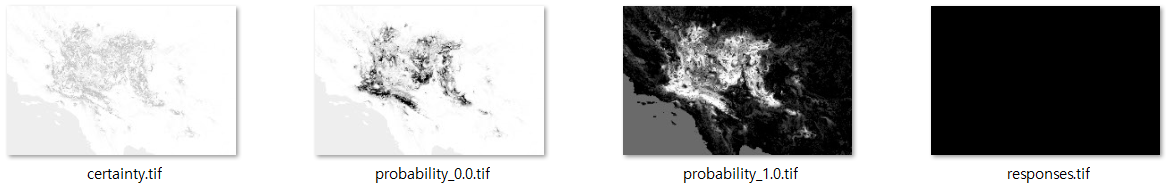 certainty.tif
probability_0.0.tif
probability_1.0.tif
responses.tif